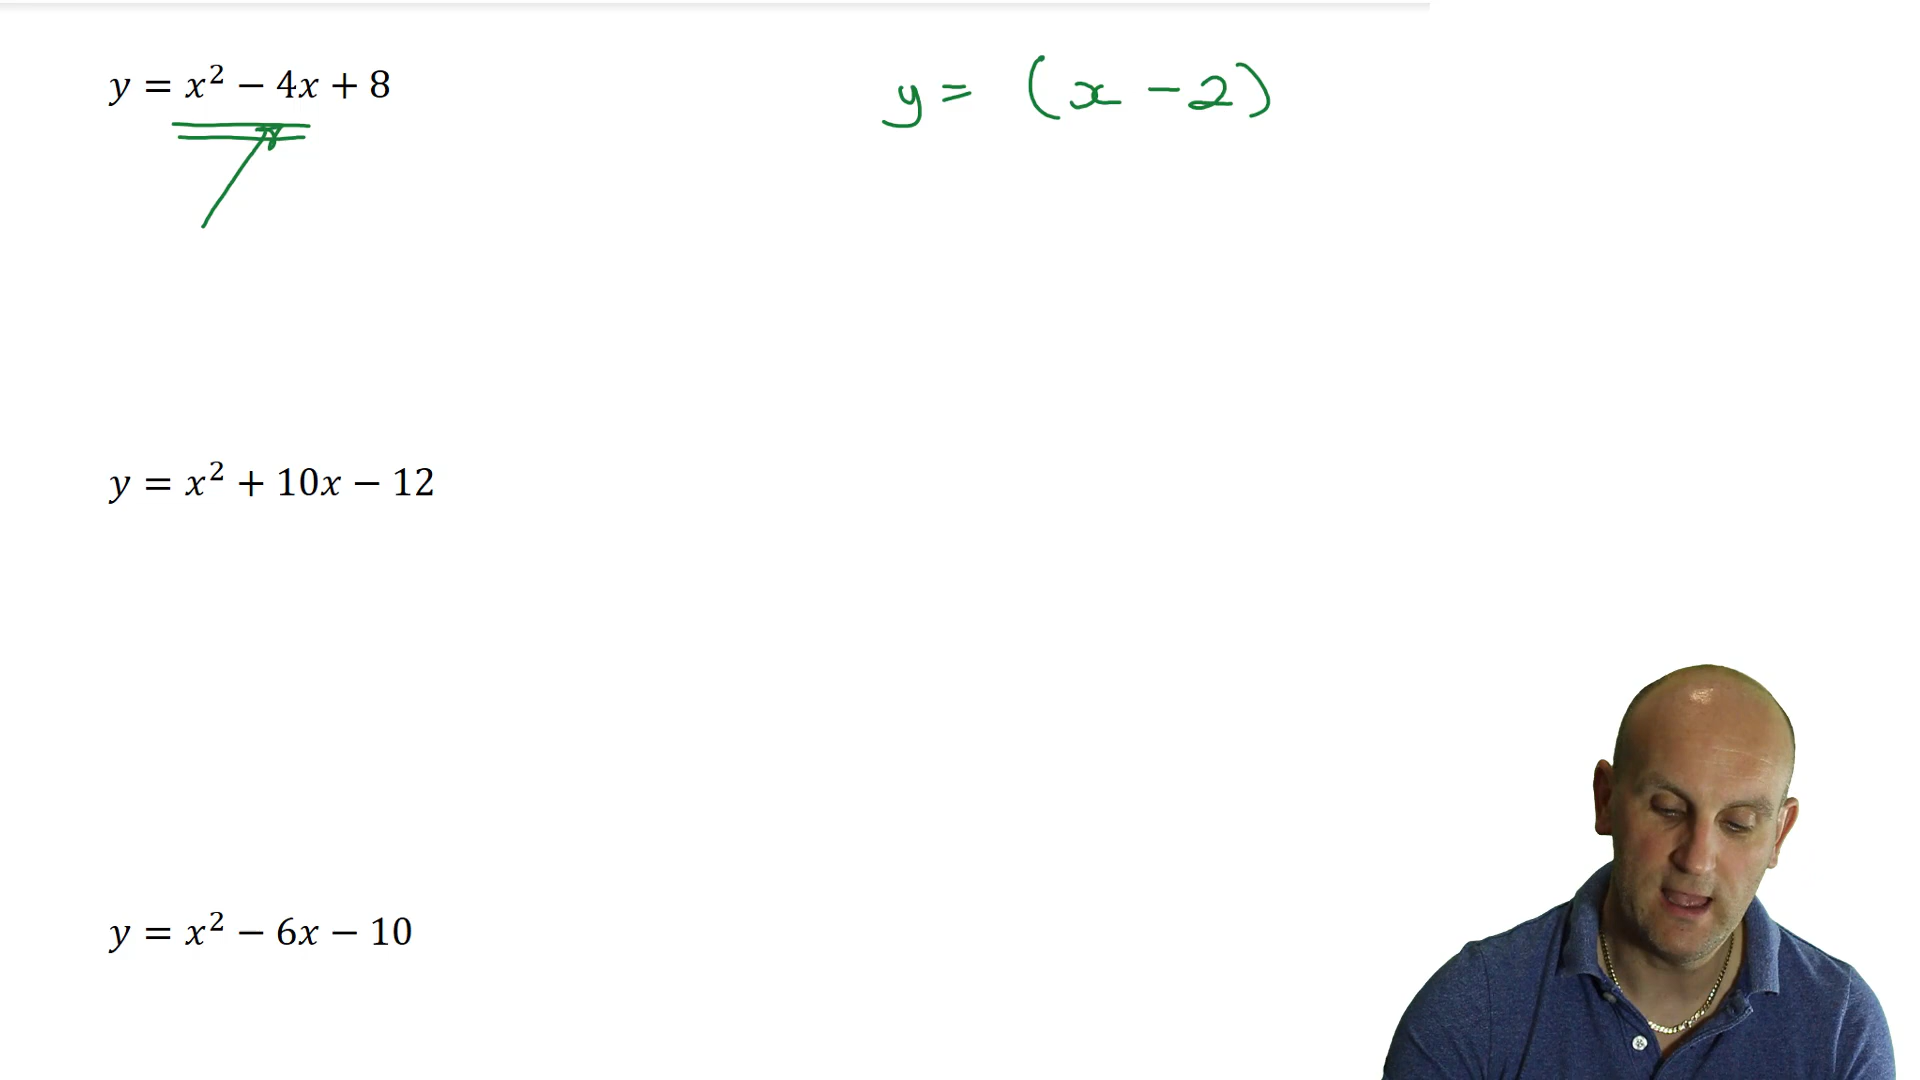 y = x² − 4x + 8
y = (x − 2)
y = x² + 10x − 12
y = x² − 6x − 10